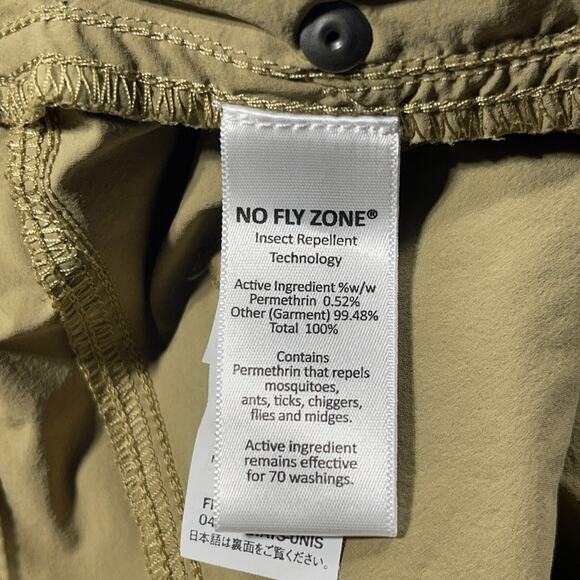 NO FLY ZONE®
Insect Repellent
Technology
Active Ingredient %w/w
Permethrin 0.52%
Other (Garment) 99.48%
Total 100%
Contains
Permethrin that repels
mosquitoes,
ants, ticks, chiggers,
flies and midges.
Active ingredient
remains effective
for 70 washings.
04
-UNIS
日本語は裏面をご覧ください。